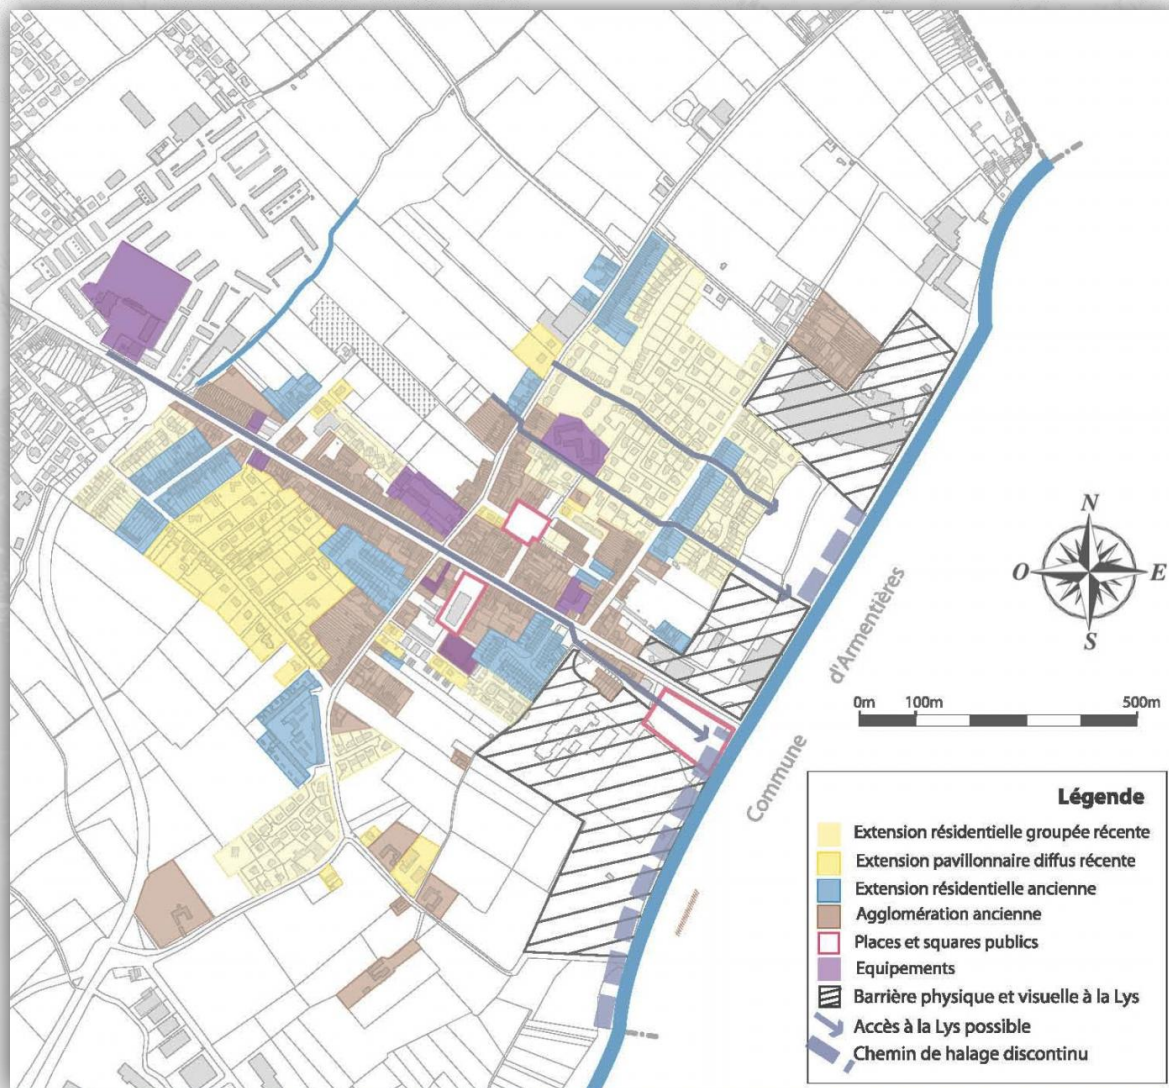 N
O
E
S
d'Armentières
Commune
0m
100m
500m
Légende
Extension résidentielle groupée récente
Extension pavillonnaire diffus récente
Extension résidentielle ancienne
Agglomération ancienne
Places et squares publics
Equipements
Barrière physique et visuelle à la Lys
Accès à la Lys possible
Chemin de halage discontinu